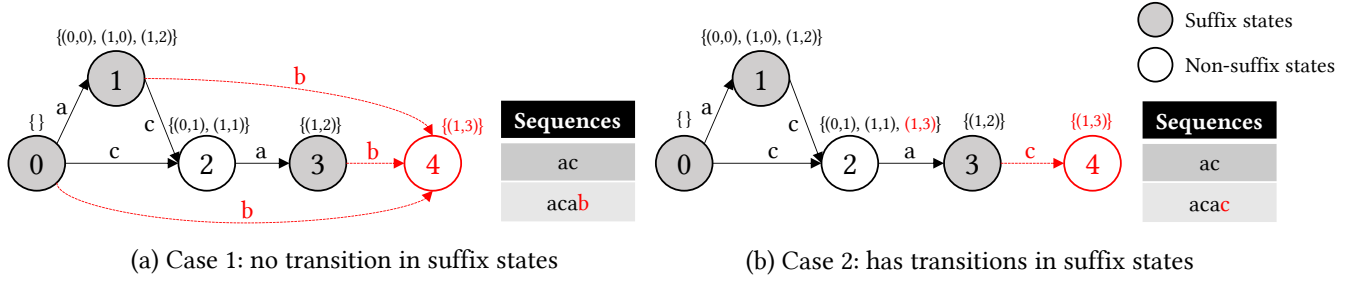 {(0,0), (1,0), (1,2)}
1
b
a
c
{ }
{(0,1), (1,1)}
{(1,2)}
{(1,3)}
0
c
2
a
3
b
4
b
Sequences
ac
acab
(a) Case 1: no transition in suffix states
{(0,0), (1,0), (1,2)}
1
a
c
{ }
{(0,1), (1,1), (1,3)}
{(1,2)}
{(1,3)}
0
c
2
a
3
c
4
Suffix states
Non-suffix states
Sequences
ac
acac
(b) Case 2: has transitions in suffix states